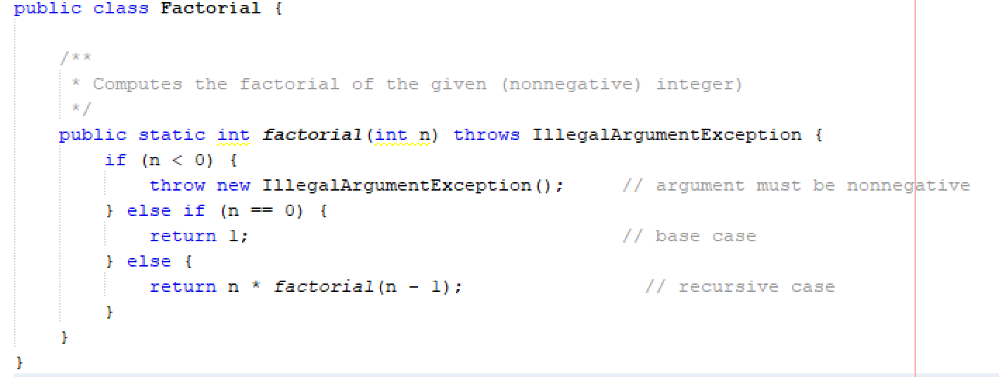 public class Factorial {
/**
* Computes the factorial of the given (nonnegative) integer)
*/
public static int factorial(int n) throws IllegalArgumentException {
if (n < 0) {
throw new IllegalArgumentException(); // argument must be nonnegative
} else if (n == 0) {
return 1; // base case
} else {
return n * factorial(n - 1); // recursive case
}
}
}